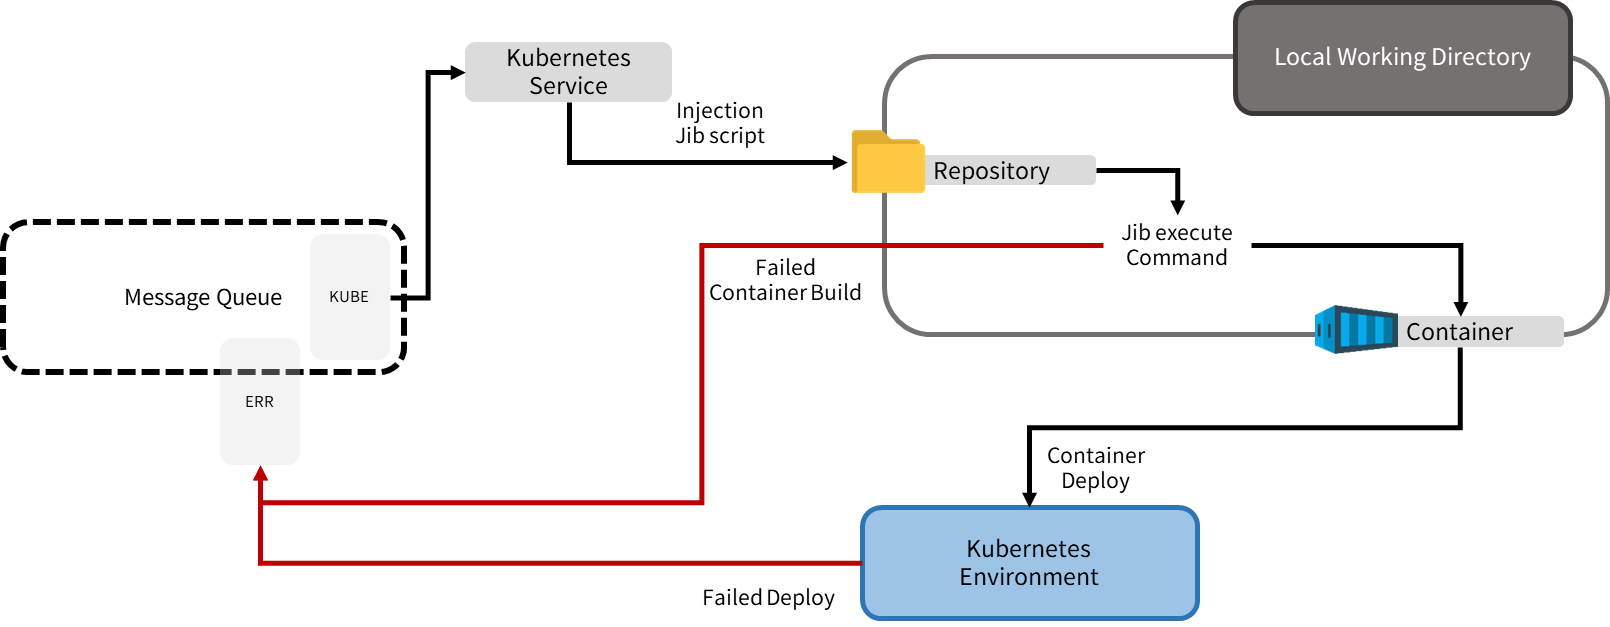 Local Working Directory
Kubernetes
Service
Injection
Jib script
Repository
Jib execute
Command
Message Queue
KUBE
Failed
Container Build
Container
ERR
Container
Deploy
Kubernetes
Environment
Failed Deploy